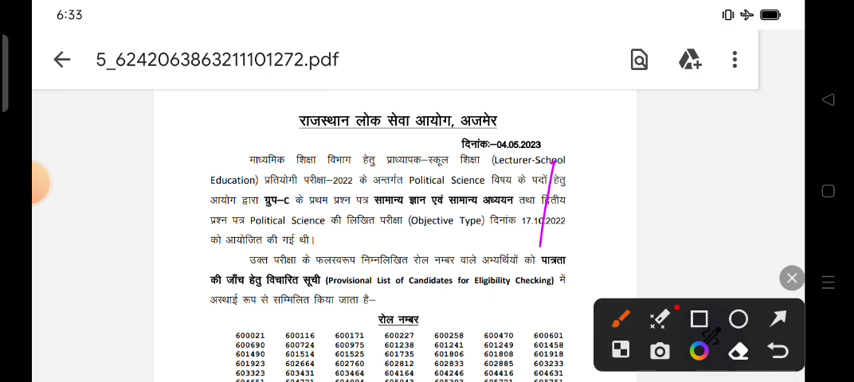 6:33
5_6242063863211101272.pdf
राजस्थान लोक सेवा आयोग, अजमेर
दिनांक:–04.05.2023
माध्यमिक शिक्षा विभाग हेतु प्राध्यापक–स्कूल शिक्षा (Lecturer-School
Education) प्रतियोगी परीक्षा–2022 के अन्तर्गत Political Science विषय के पदों हेतु
आयोग द्वारा ग्रुप–C के प्रथम प्रश्न पत्र सामान्य ज्ञान एवं सामान्य अध्ययन तथा द्वितीय
प्रश्न पत्र Political Science की लिखित परीक्षा (Objective Type) दिनांक 17.10.2022
को आयोजित की गई थी।
उक्त परीक्षा के फलस्वरूप निम्नलिखित रोल नम्बर वाले अभ्यर्थियों को पात्रता
की जाँच हेतु विचारित सूची (Provisional List of Candidates for Eligibility Checking) में
अस्थाई रूप से सम्मिलित किया जाता है–
रोल नम्बर
600021 600116 600171 600227 600258 600470 600601
600690 600724 600975 601238 601241 601249 601458
601490 601514 601525 601735 601806 601808 601918
601923 602664 602760 602812 602833 602885 603233
603323 603431 603464 604164 604246 604416 604631